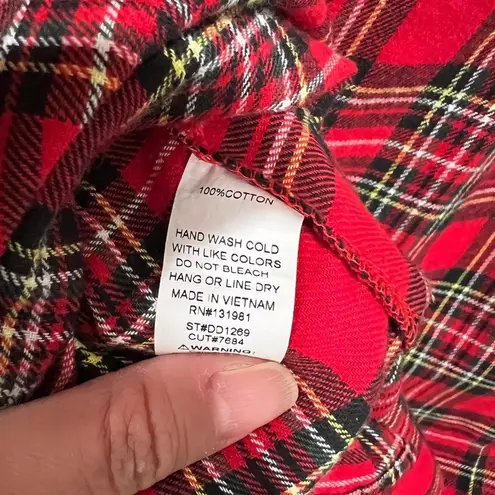 100%COTTON
HAND WASH COLD
WITH LIKE COLORS
DO NOT BLEACH
HANG OR LINE DRY
MADE IN VIETNAM
RN#131981
ST#DD1269
CUT#7684
⚠WARNING: